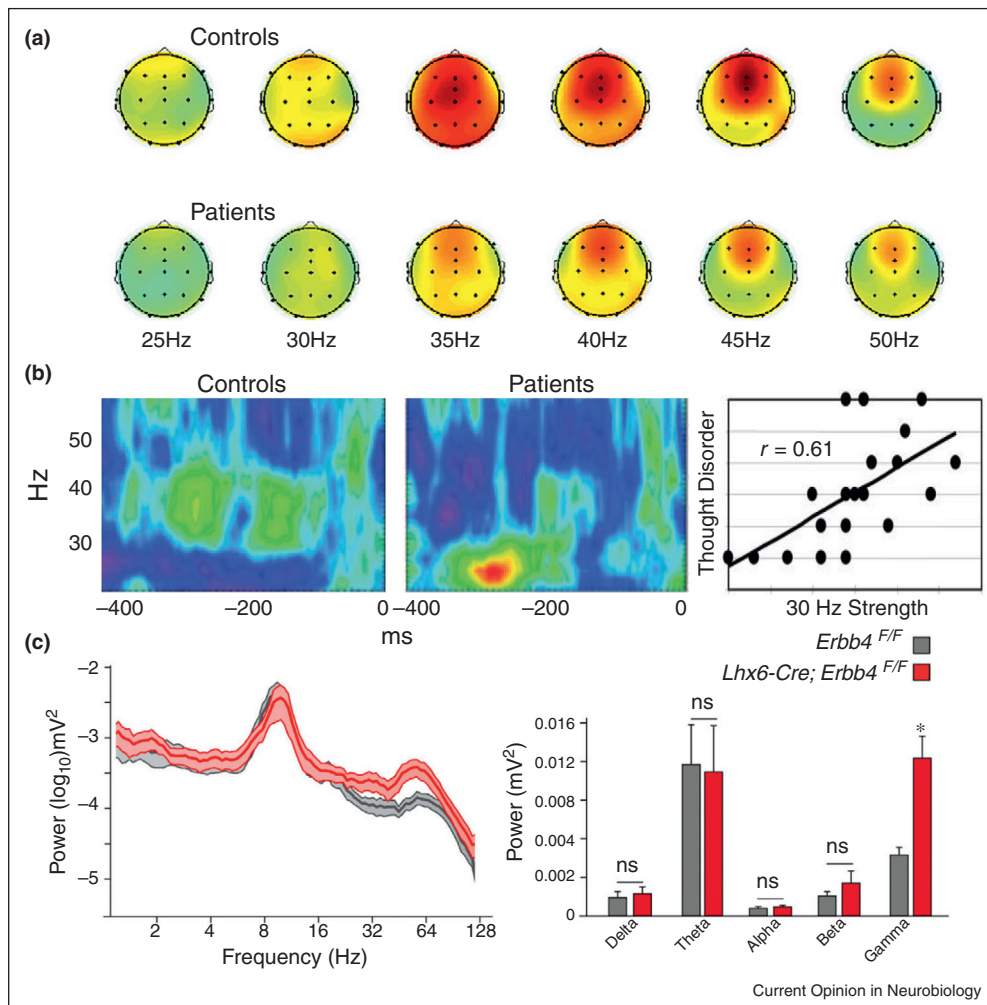 (a)
Controls
Patients
25Hz 30Hz 35Hz 40Hz 45Hz 50Hz
(b)
Controls Patients
Hz
50
40
30
−400 −200 0
−400 −200 0
ms
Thought Disorder
r = 0.61
30 Hz Strength
(c)
Erbb4 F/F
Lhx6-Cre; Erbb4 F/F
Power (log10)mV2
−2
−3
−4
−5
2 4 8 16 32 64 128
Frequency (Hz)
Power (mV2)
0.016
0.012
0.004
0.002
0
ns
ns
ns
ns
*
Delta Theta Alpha Beta Gamma
Current Opinion in Neurobiology